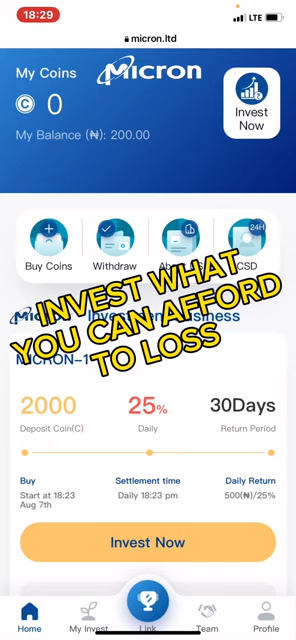 18:29
LTE
micron.ltd
My Coins
Micron
C 0
My Balance (₦): 200.00
Invest
Now
24H
Buy Coins
Withdraw
CSD
INVEST WHAT
YOU CAN AFFORD
TO LOSS
MICRON-1
2000
25%
30Days
Deposit Coin(C)
Daily
Return Period
Buy
Settlement time
Daily Return
Start at 18:23
Daily 18:23 pm
500(₦)/25%
Aug 7th
Invest Now
Home
My Invest
Link
Team
Profile